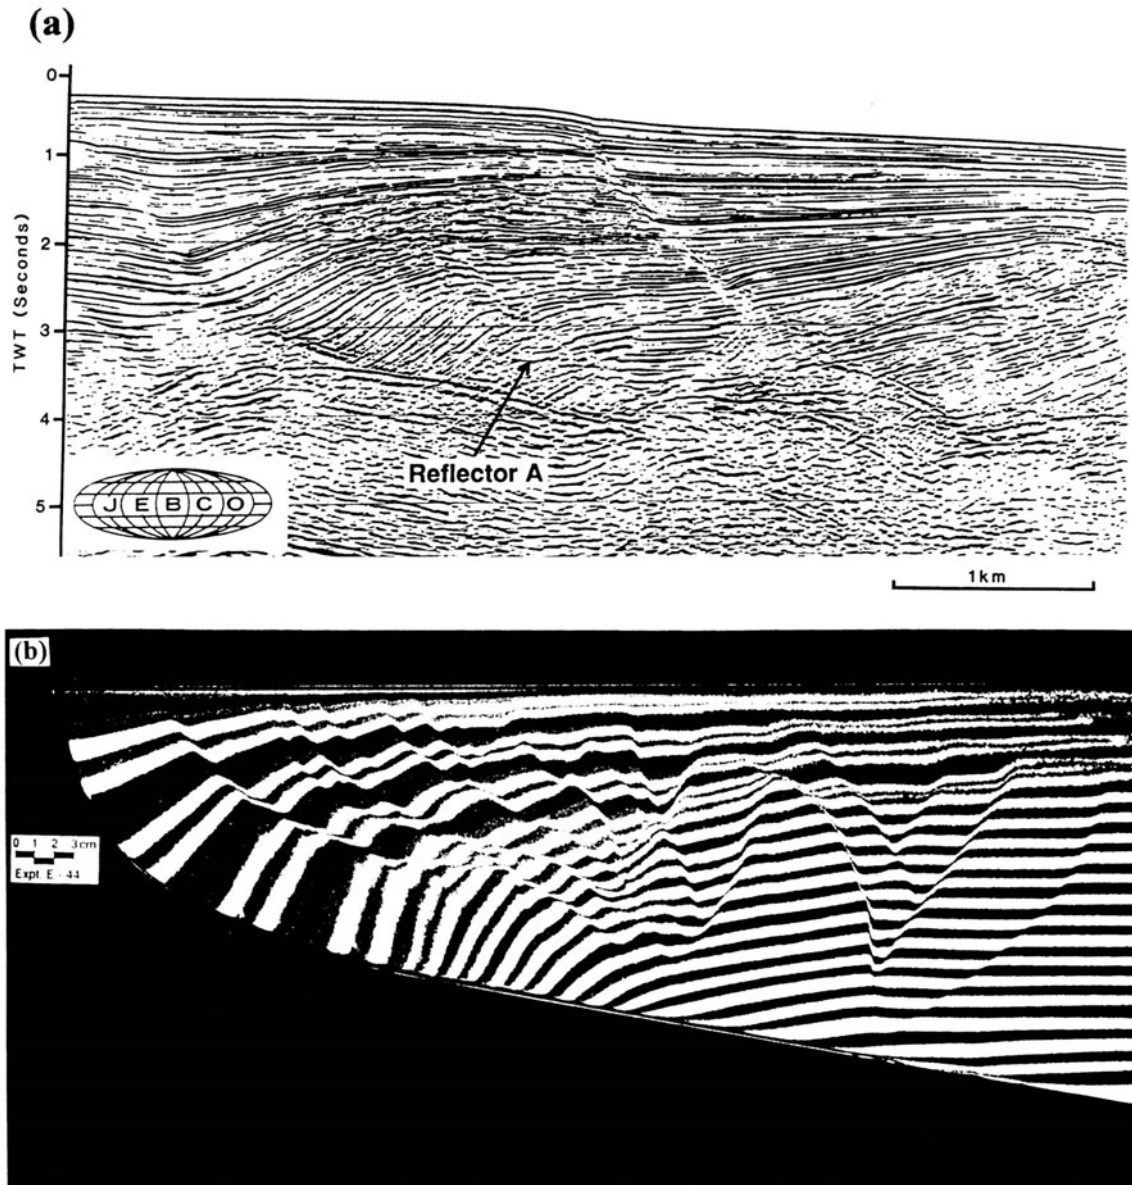 (a)
0
1
2
3
4
5
TWT (Seconds)
Reflector A
JEBCO
1km
(b)
0 1 2 3cm
Expt. E - 44